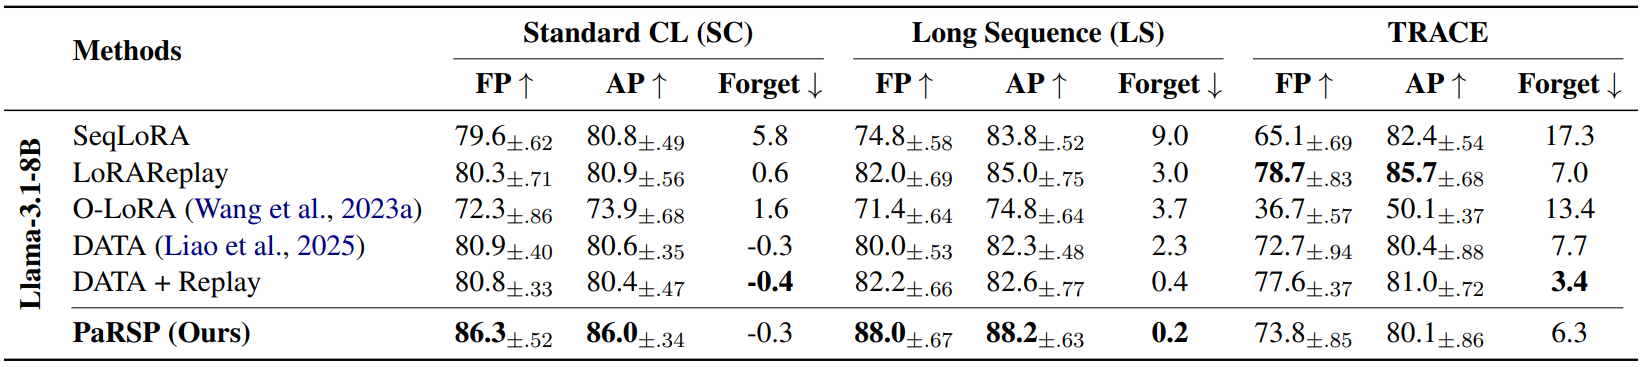 Methods Standard CL (SC) Long Sequence (LS) TRACE
FP ↑ AP ↑ Forget ↓ FP ↑ AP ↑ Forget ↓ FP ↑ AP ↑ Forget ↓
Llama-3.1-8B
SeqLoRA 79.6±.62 80.8±.49 5.8 74.8±.58 83.8±.52 9.0 65.1±.69 82.4±.54 17.3
LoRAReplay 80.3±.71 80.9±.56 0.6 82.0±.69 85.0±.75 3.0 78.7±.83 85.7±.68 7.0
O-LoRA (Wang et al., 2023a) 72.3±.86 73.9±.68 1.6 71.4±.64 74.8±.64 3.7 36.7±.57 50.1±.37 13.4
DATA (Liao et al., 2025) 80.9±.40 80.6±.35 -0.3 80.0±.53 82.3±.48 2.3 72.7±.94 80.4±.88 7.7
DATA + Replay 80.8±.33 80.4±.47 -0.4 82.2±.66 82.6±.77 0.4 77.6±.37 81.0±.72 3.4
PaRSP (Ours) 86.3±.52 86.0±.34 -0.3 88.0±.67 88.2±.63 0.2 73.8±.85 80.1±.86 6.3